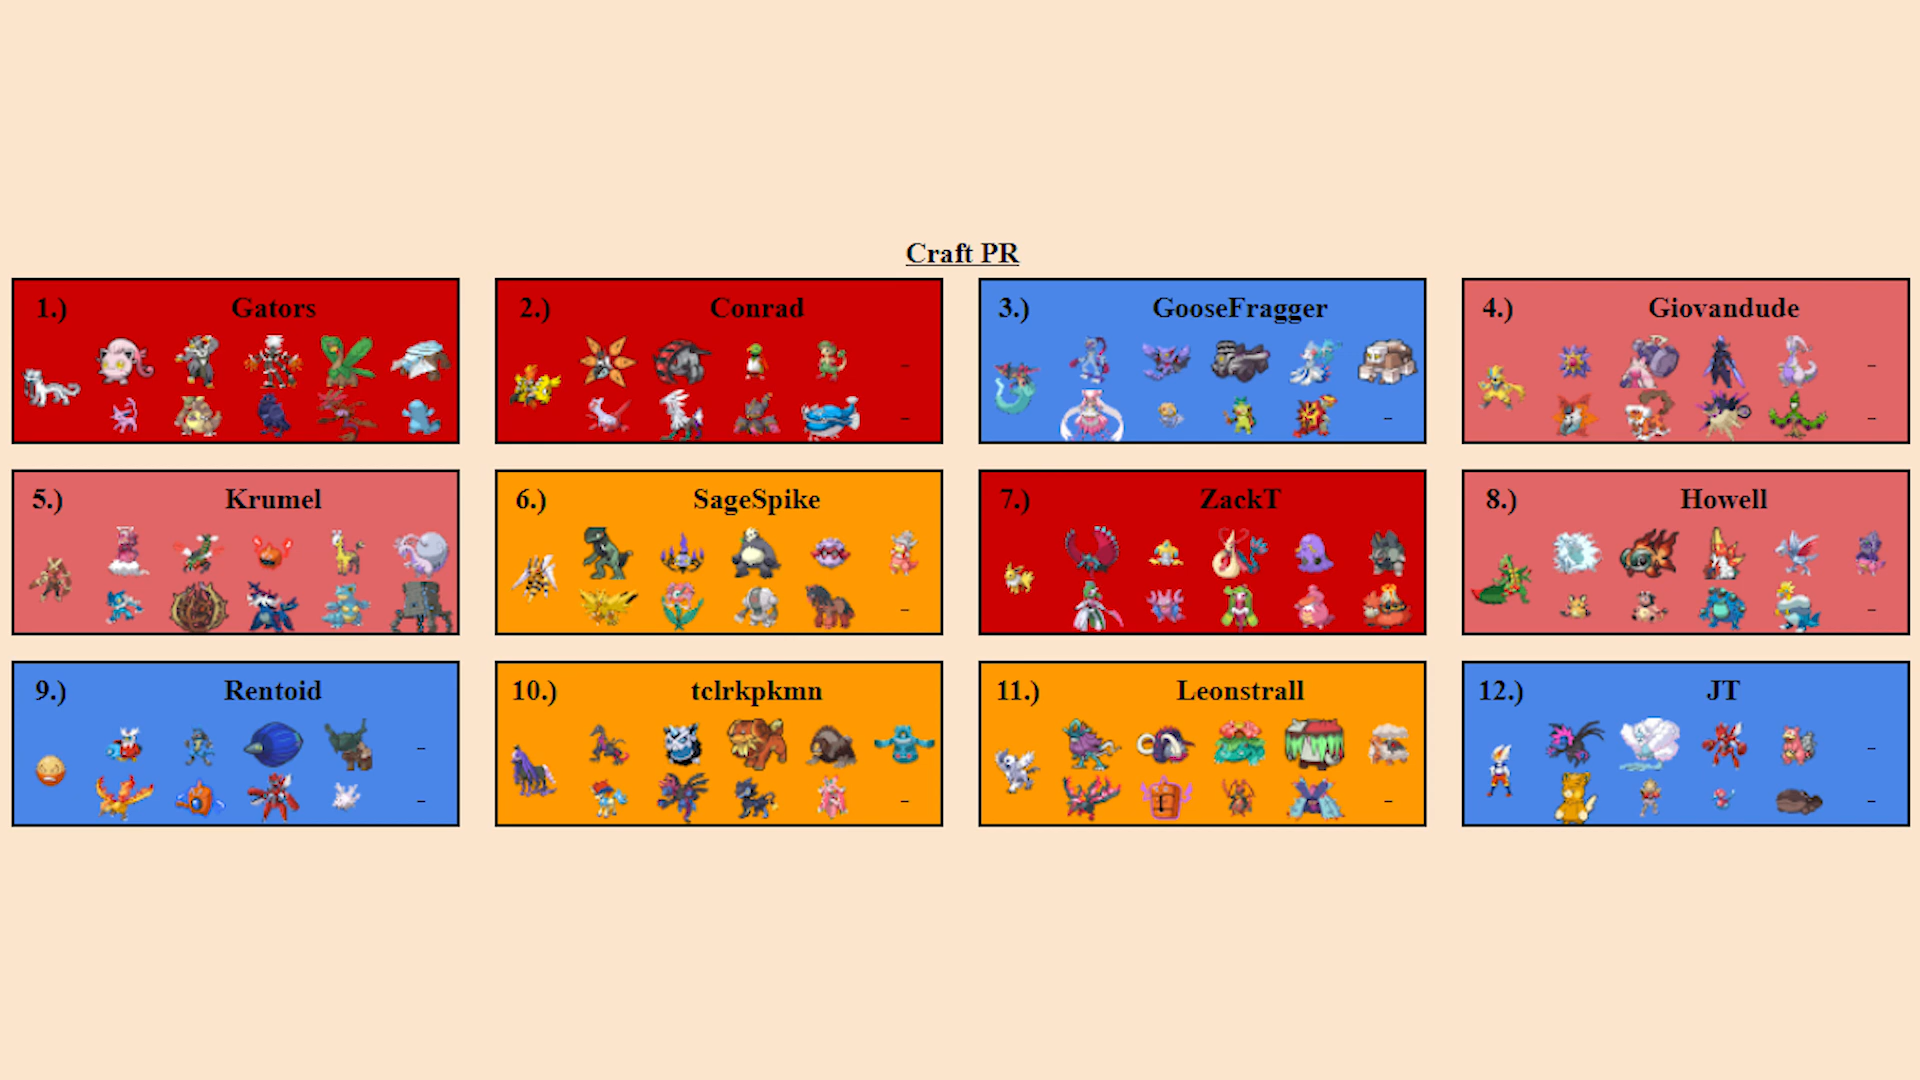 Craft PR
1.) Gators
2.) Conrad
3.) GooseFragger
4.) Giovandude
5.) Krumel
6.) SageSpike
7.) ZackT
8.) Howell
9.) Rentoid
10.) tclrkpkmn
11.) Leonstrall
12.) JT